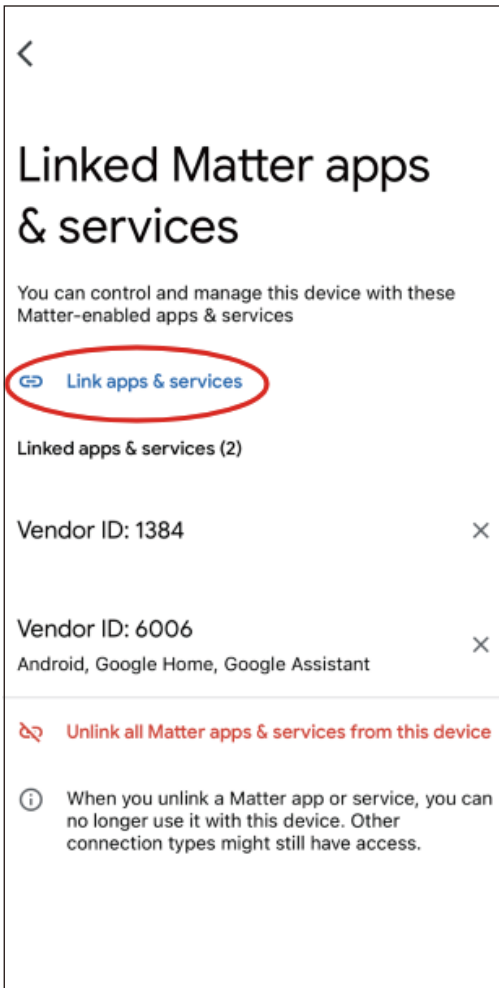 Linked Matter apps
& services
You can control and manage this device with these
Matter-enabled apps & services
Link apps & services
Linked apps & services (2)
Vendor ID: 1384
Vendor ID: 6006
Android, Google Home, Google Assistant
Unlink all Matter apps & services from this device
When you unlink a Matter app or service, you can
no longer use it with this device. Other
connection types might still have access.